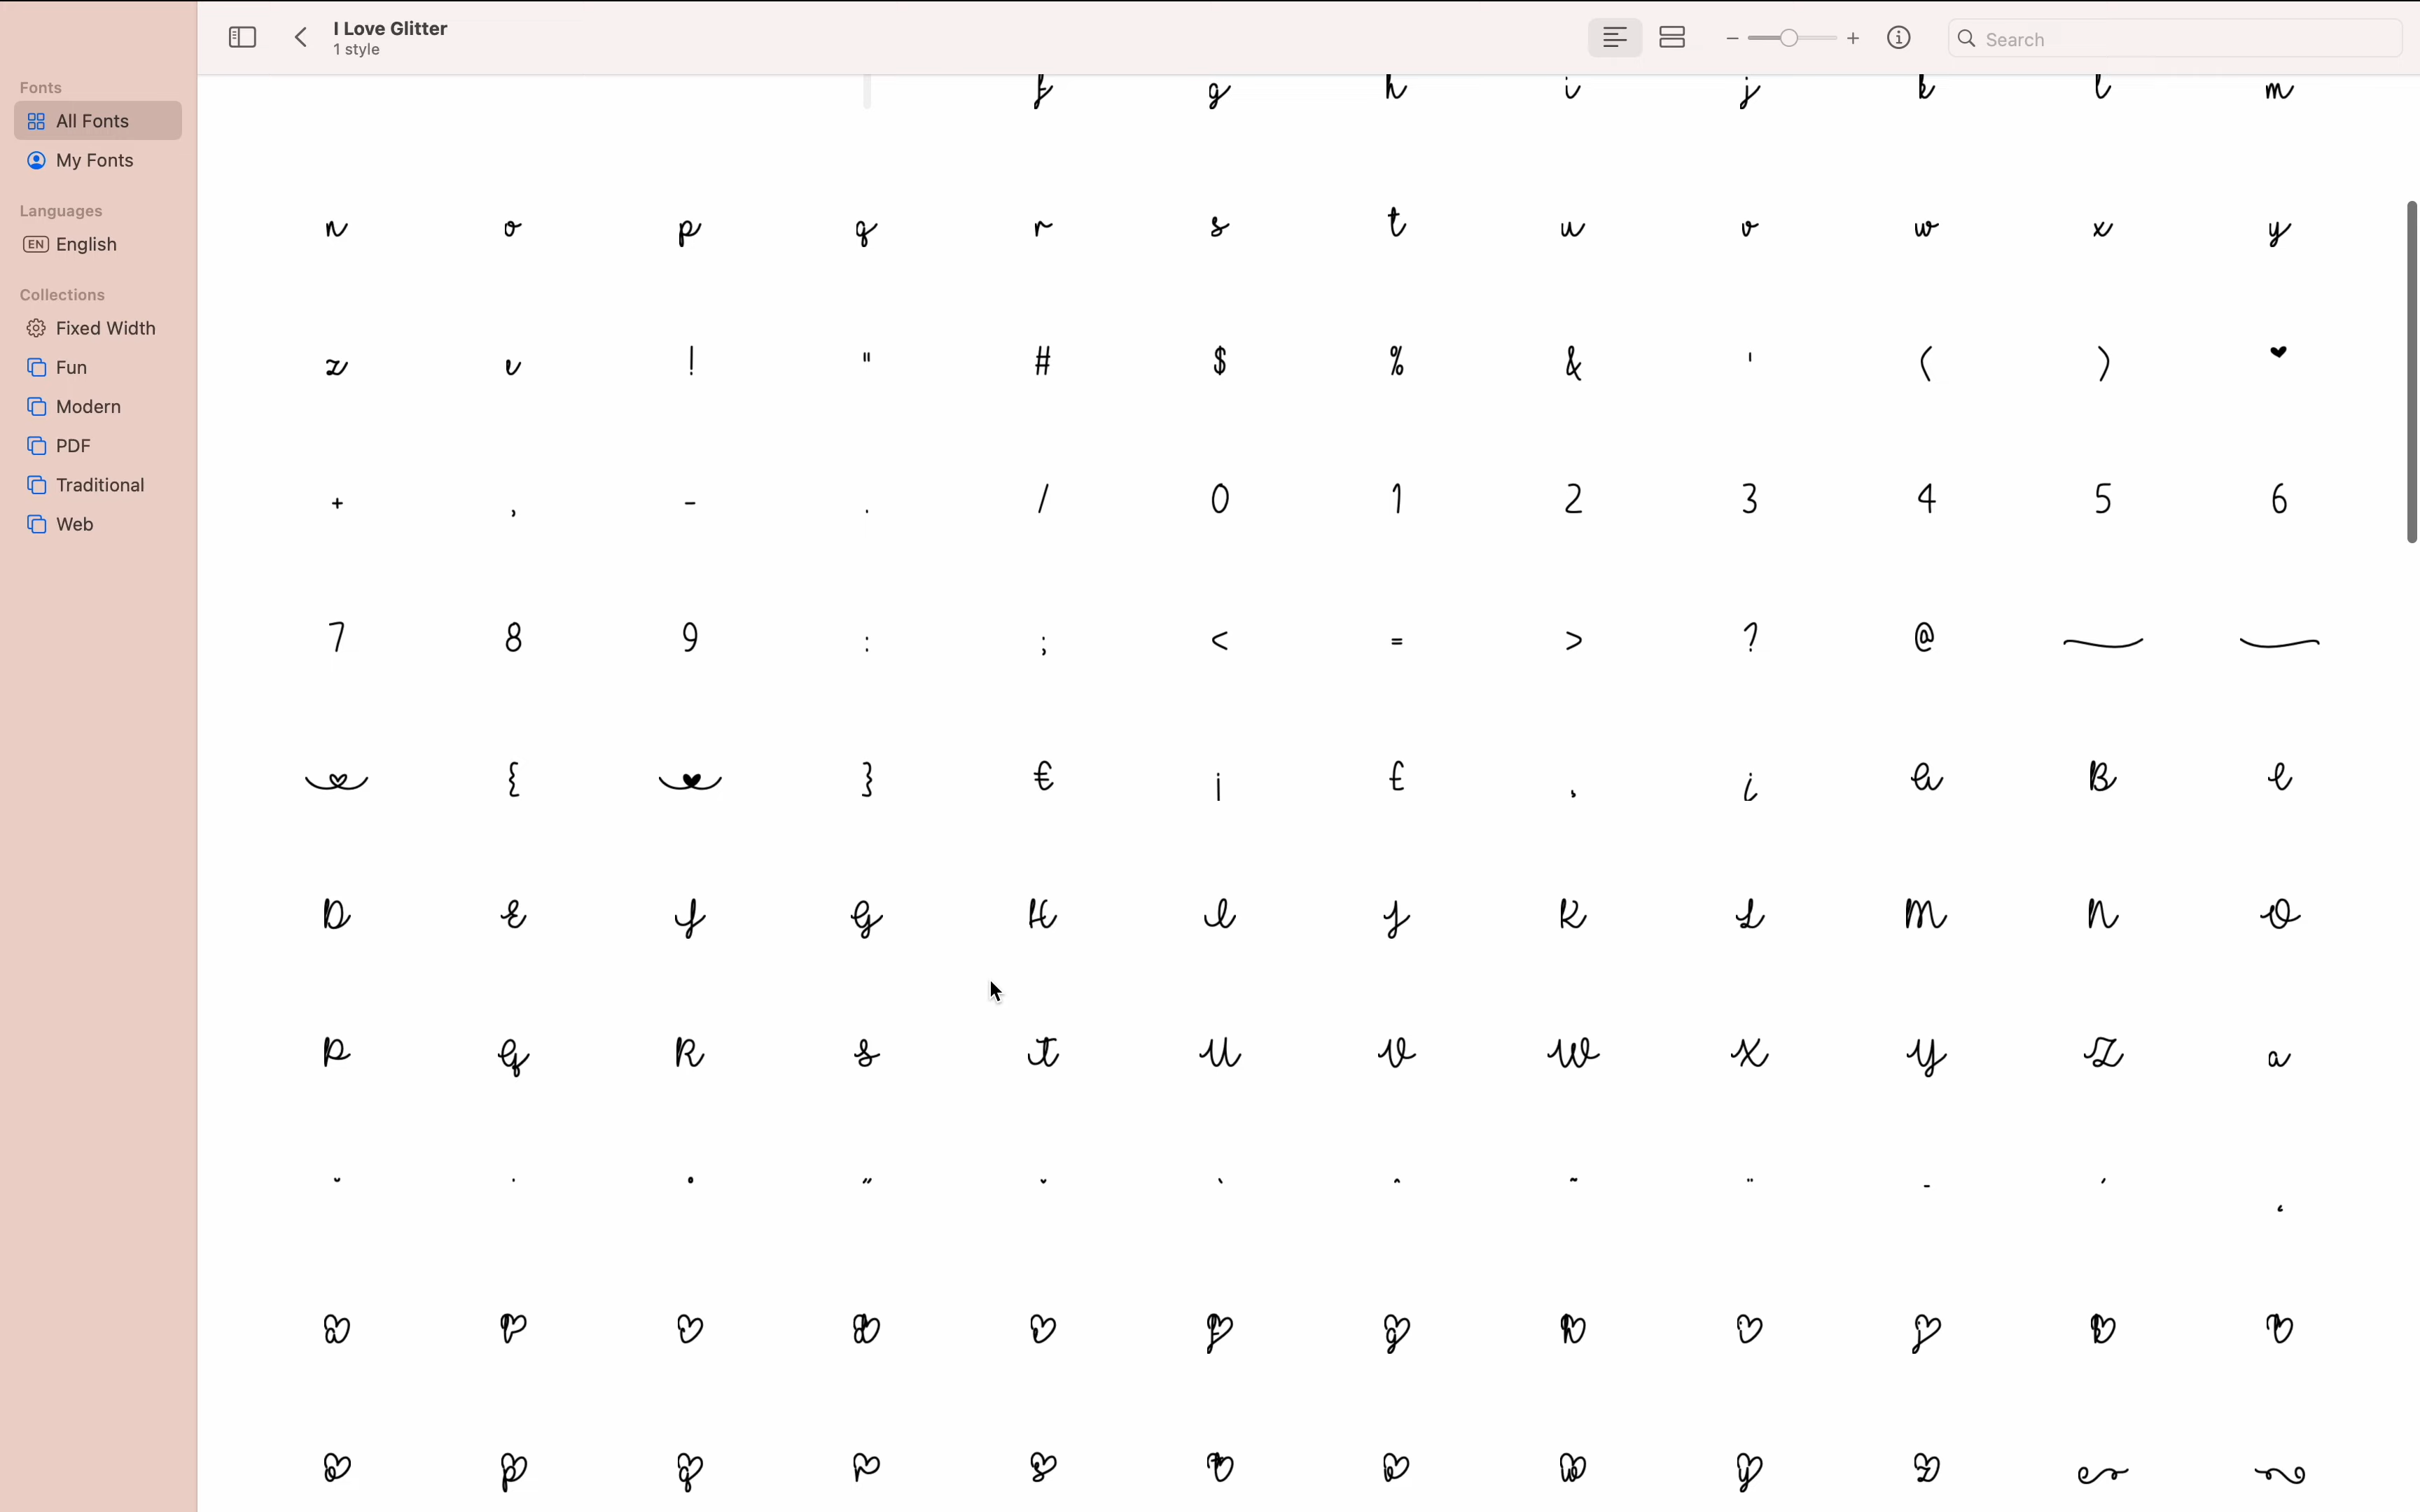 I Love Glitter
1 style
Search
Fonts
All Fonts
My Fonts
Languages
EN English
Collections
Fixed Width
Fun
Modern
PDF
Traditional
Web
f g h i j k l m
n o p q r s t u v w x y
z v ! " # $ % & ' ( ) ♥
+ , - . / 0 1 2 3 4 5 6
7 8 9 : ; < = > ? @
{ } € ¡ £ ¸ ¿ a B C
D E F G H I J K L M N O
P Q R S T U V W X Y Z a
˘ ˙ ˚ ˝ ˇ ` ˆ ˜ ¨ ¯ ´
a c d f g h i j k
o p q r s t w y z